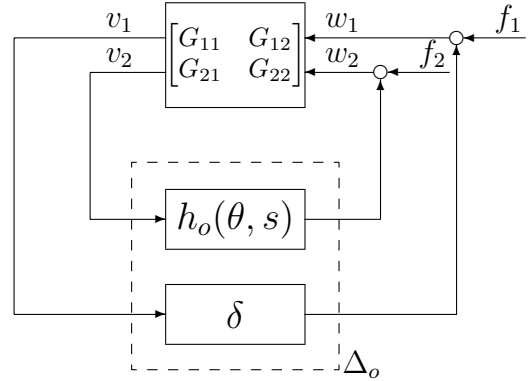 v₁ [G₁₁ G₁₂ w₁ f₁
v₂ G₂₁ G₂₂] w₂ f₂
hₒ(θ, s)
δ
Δₒ